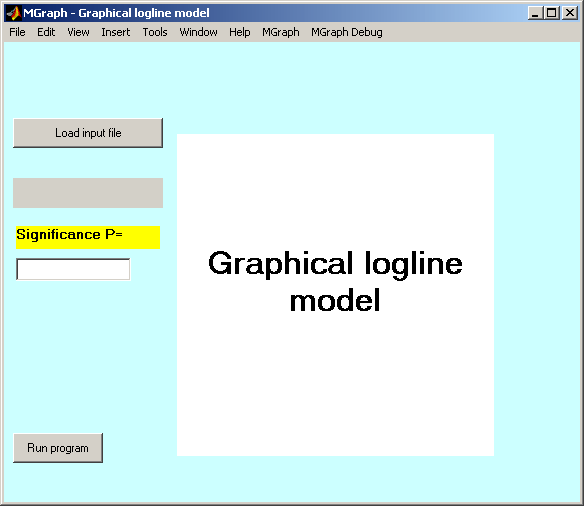 MGraph - Graphical logline model
File Edit View Insert Tools Window Help MGraph MGraph Debug
Load input file
Significance P=
Graphical logline
model
Run program